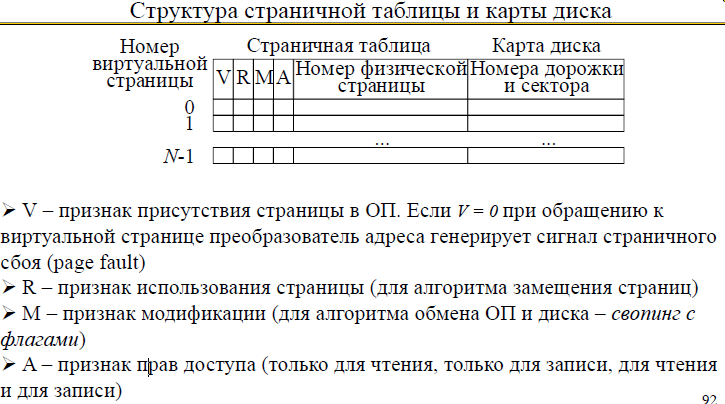 Структура страничной таблицы и карты диска
Номер Страничная таблица Карта диска
виртуальной
страницы V R M A Номер физической Номера дорожки
страницы и сектора
0
1
... ...
N-1
➢ V – признак присутствия страницы в ОП. Если V = 0 при обращению к
виртуальной странице преобразователь адреса генерирует сигнал страничного
сбоя (page fault)
➢ R – признак использования страницы (для алгоритма замещения страниц)
➢ M – признак модификации (для алгоритма обмена ОП и диска – свопинг с
флагами)
➢ A – признак прав доступа (только для чтения, только для записи, для чтения
и для записи)
92